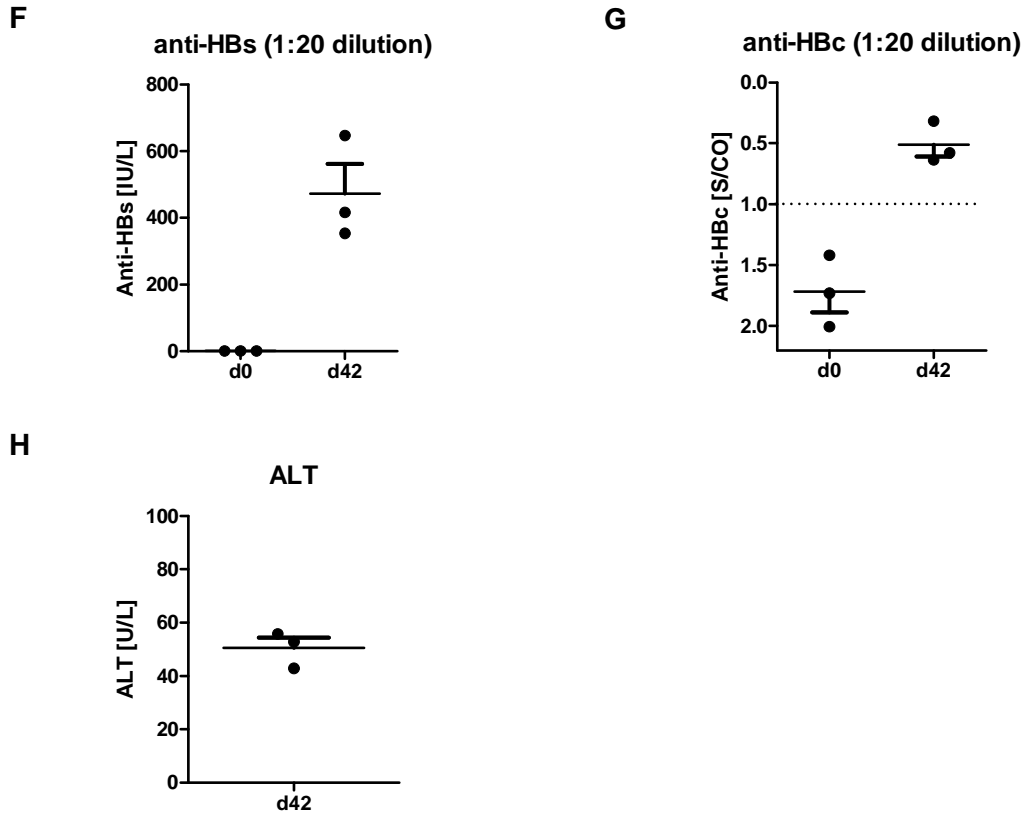 F
anti-HBs (1:20 dilution)
Anti-HBs [IU/L]
800
600
400
200
0
d0 d42
G
anti-HBc (1:20 dilution)
Anti-HBc [S/CO]
0.0
0.5
1.0
1.5
2.0
d0 d42
H
ALT
ALT [U/L]
100
80
60
40
20
0
d42